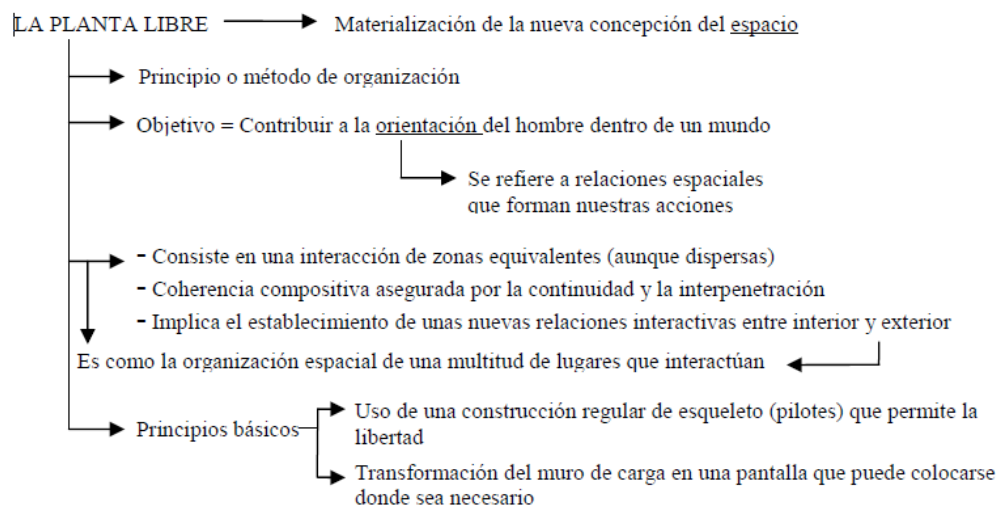 LA PLANTA LIBRE Materialización de la nueva concepción del espacio
Principio o método de organización
Objetivo = Contribuir a la orientación del hombre dentro de un mundo
Se refiere a relaciones espaciales
que forman nuestras acciones
- Consiste en una interacción de zonas equivalentes (aunque dispersas)
- Coherencia compositiva asegurada por la continuidad y la interpenetración
- Implica el establecimiento de unas nuevas relaciones interactivas entre interior y exterior
Es como la organización espacial de una multitud de lugares que interactúan
Principios básicos
Uso de una construcción regular de esqueleto (pilotes) que permite la
libertad
Transformación del muro de carga en una pantalla que puede colocarse
donde sea necesario